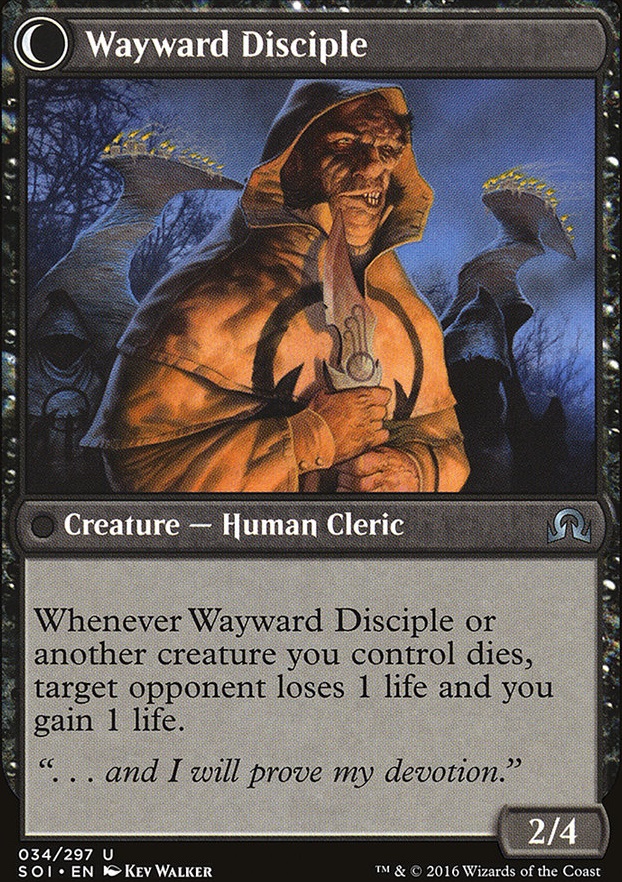 Wayward Disciple
Creature — Human Cleric
Whenever Wayward Disciple or
another creature you control dies,
target opponent loses 1 life and you
gain 1 life.
“. . . and I will prove my devotion.”
2/4
034/297 U
SOI • EN Kev Walker
™ & © 2016 Wizards of the Coast